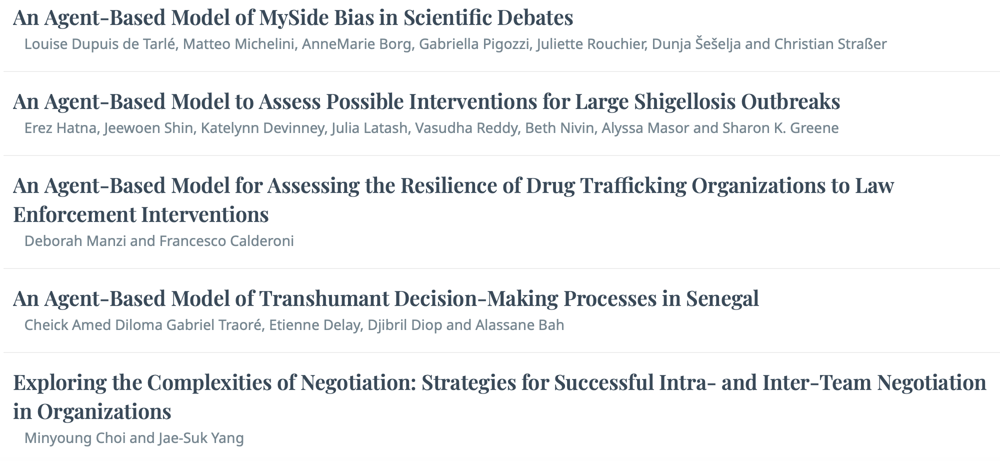 An Agent-Based Model of MySide Bias in Scientific Debates
Louise Dupuis de Tarlé, Matteo Michelini, AnneMarie Borg, Gabriella Pigozzi, Juliette Rouchier, Dunja Šešelja and Christian Straßer
An Agent-Based Model to Assess Possible Interventions for Large Shigellosis Outbreaks
Erez Hatna, Jeewoen Shin, Katelynn Devinney, Julia Latash, Vasudha Reddy, Beth Nivin, Alyssa Masor and Sharon K. Greene
An Agent-Based Model for Assessing the Resilience of Drug Trafficking Organizations to Law
Enforcement Interventions
Deborah Manzi and Francesco Calderoni
An Agent-Based Model of Transhumant Decision-Making Processes in Senegal
Cheick Amed Diloma Gabriel Traoré, Etienne Delay, Djibril Diop and Alassane Bah
Exploring the Complexities of Negotiation: Strategies for Successful Intra- and Inter-Team Negotiation
in Organizations
Minyoung Choi and Jae-Suk Yang